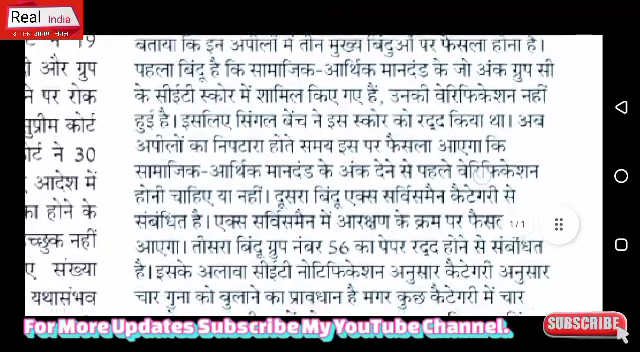 Real India
बताया कि इन अपीलों में तीन मुख्य बिंदुओं पर फैसला होना है।
पहला बिंदू है कि सामाजिक-आर्थिक मानदंड के जो अंक ग्रुप सी
के सीईटी स्कोर में शामिल किए गए हैं, उनकी वेरिफिकेशन नहीं
हुई है। इसलिए सिंगल बेंच ने इस स्कोर को रद्द किया था। अब
अपीलों का निपटारा होते समय इस पर फैसला आएगा कि
सामाजिक-आर्थिक मानदंड के अंक देने से पहले वेरिफिकेशन
होनी चाहिए या नहीं। दूसरा बिंदू एक्स सर्विसमैन कैटेगरी से
संबंधित है। एक्स सर्विसमैन में आरक्षण के क्रम पर
आएगा। तीसरा बिंदू ग्रुप नंबर 56 का पेपर रद्द होने से संबंधित
है। इसके अलावा सीईटी नोटिफिकेशन अनुसार कैटेगरी अनुसार
चार गुना को बुलाने का प्रावधान है मगर कुछ कैटेगरी में चार
19
और ग्रुप
पर रोक
सुप्रीम कोर्ट
ने 30
आदेश में
होने के
नहीं
संख्या
यथासंभव
1/1
For More Updates Subscribe My YouTube Channel.
SUBSCRIBE